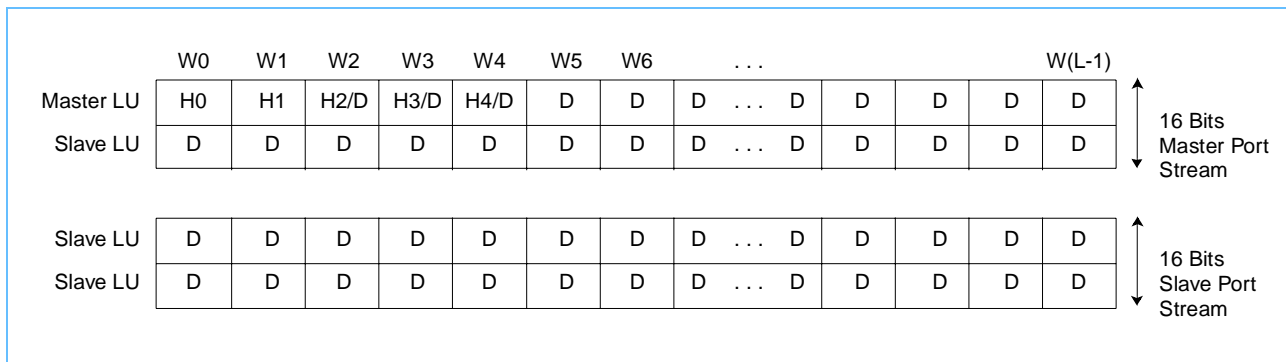 W0 W1 W2 W3 W4 W5 W6 . . . W(L-1)
Master LU H0 H1 H2/D H3/D H4/D D D D . . . D D D D D
Slave LU D D D D D D D D . . . D D D D D
16 Bits
Master Port
Stream
Slave LU D D D D D D D D . . . D D D D D
Slave LU D D D D D D D D . . . D D D D D
16 Bits
Slave Port
Stream